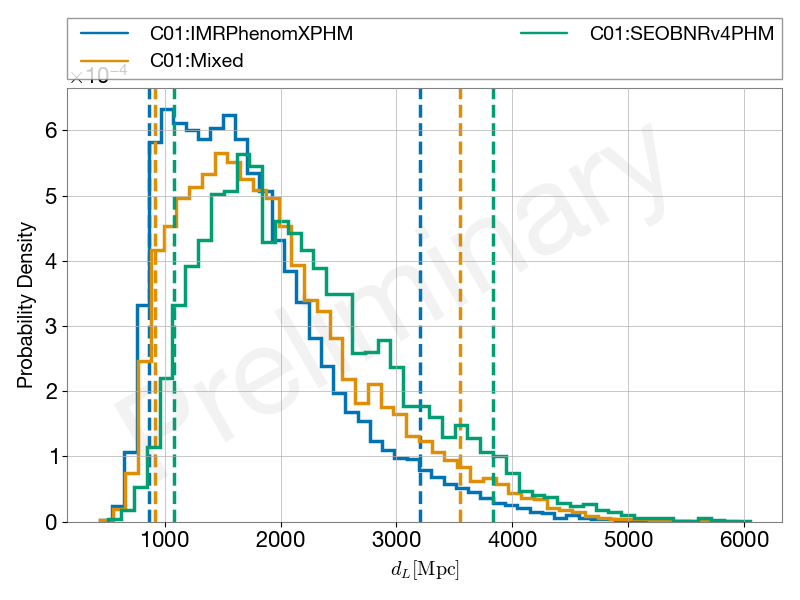 C01:IMRPhenomXPHM
C01:Mixed
C01:SEOBNRv4PHM
×10⁻⁴
6
5
4
3
2
1
0
Probability Density
Preliminary
1000 2000 3000 4000 5000 6000
d_L[Mpc]